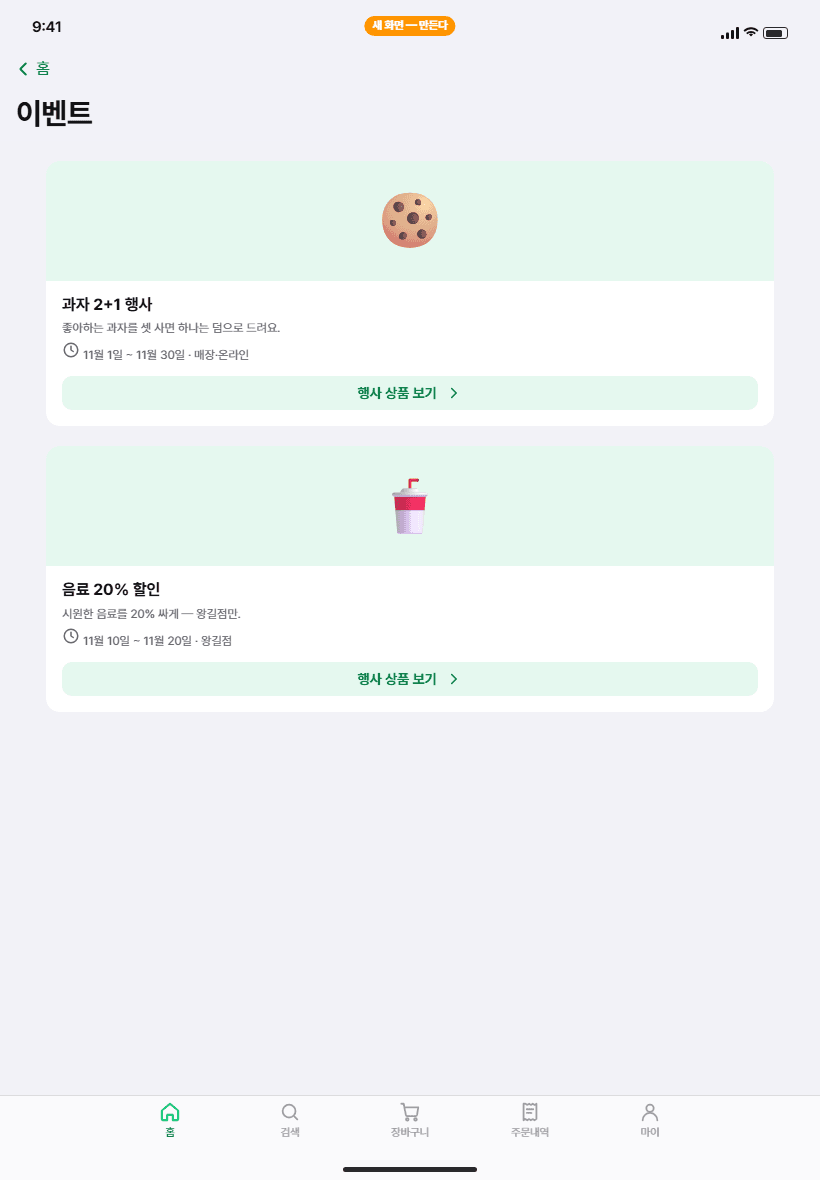 9:41
새 화면 — 만든다
홈
이벤트
과자 2+1 행사
좋아하는 과자를 셋 사면 하나는 덤으로 드려요.
11월 1일 ~ 11월 30일 · 매장·온라인
행사 상품 보기
음료 20% 할인
시원한 음료를 20% 싸게 — 왕길점만.
11월 10일 ~ 11월 20일 · 왕길점
행사 상품 보기
홈
검색
장바구니
주문내역
마이